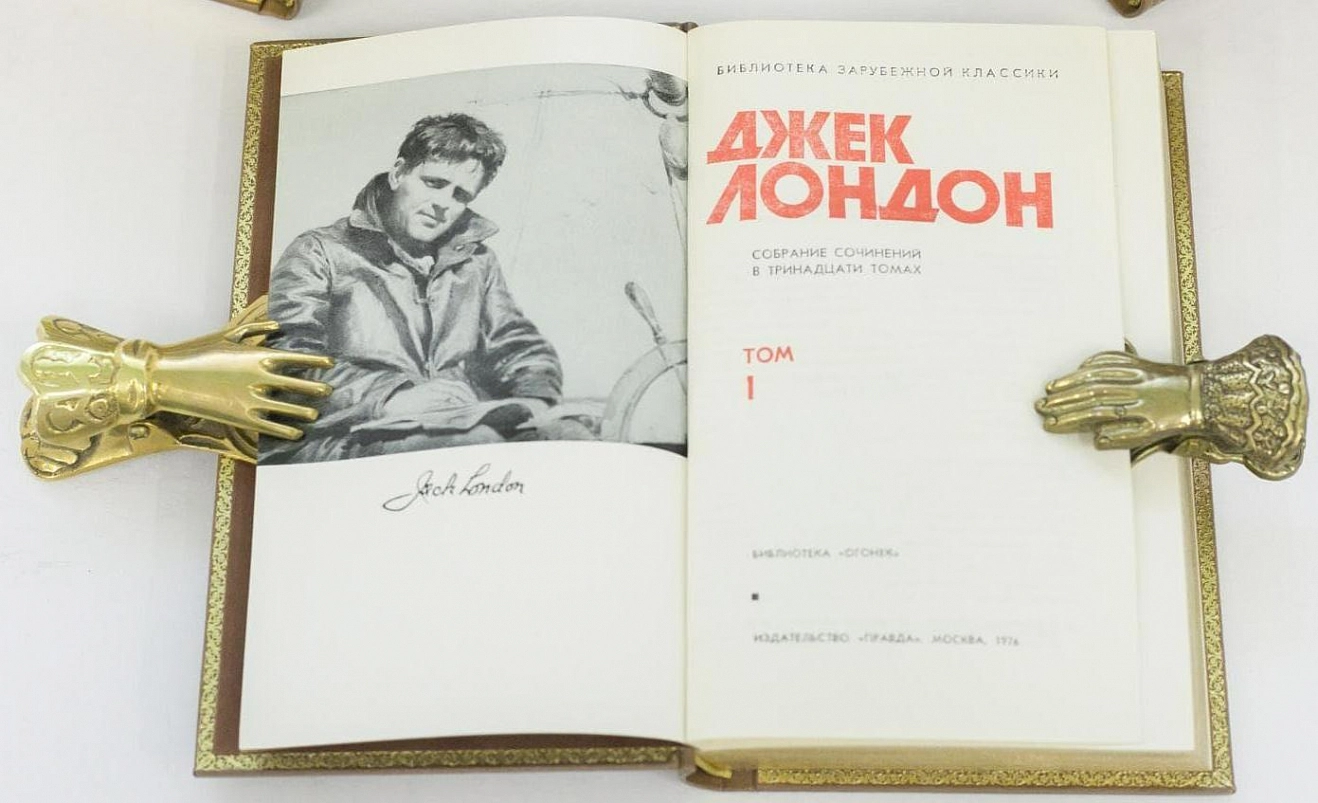 Jack London
БИБЛИОТЕКА ЗАРУБЕЖНОЙ КЛАССИКИ
ДЖЕК
ЛОНДОН
СОБРАНИЕ СОЧИНЕНИЙ
В ТРИНАДЦАТИ ТОМАХ
ТОМ
1
БИБЛИОТЕКА «ОГОНЕК»
ИЗДАТЕЛЬСТВО «ПРАВДА». МОСКВА, 1976